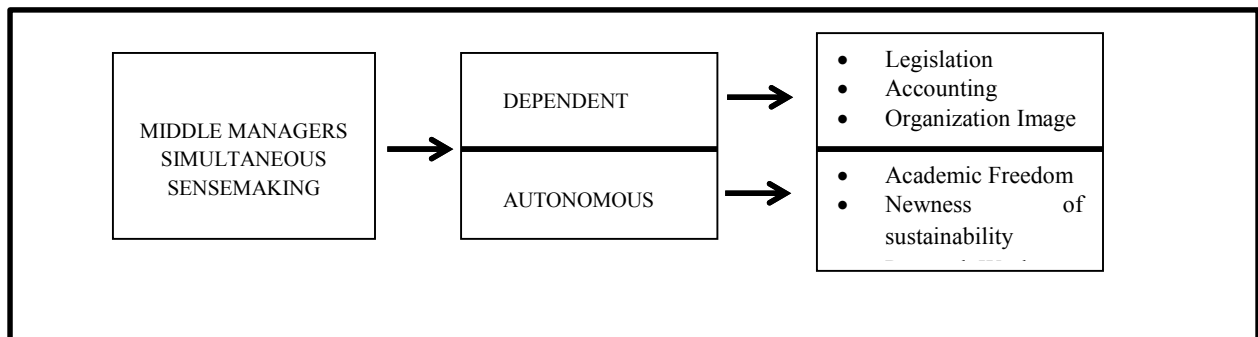 MIDDLE MANAGERS
SIMULTANEOUS
SENSEMAKING
DEPENDENT
AUTONOMOUS
• Legislation
• Accounting
• Organization Image
• Academic Freedom
• Newness of
sustainability